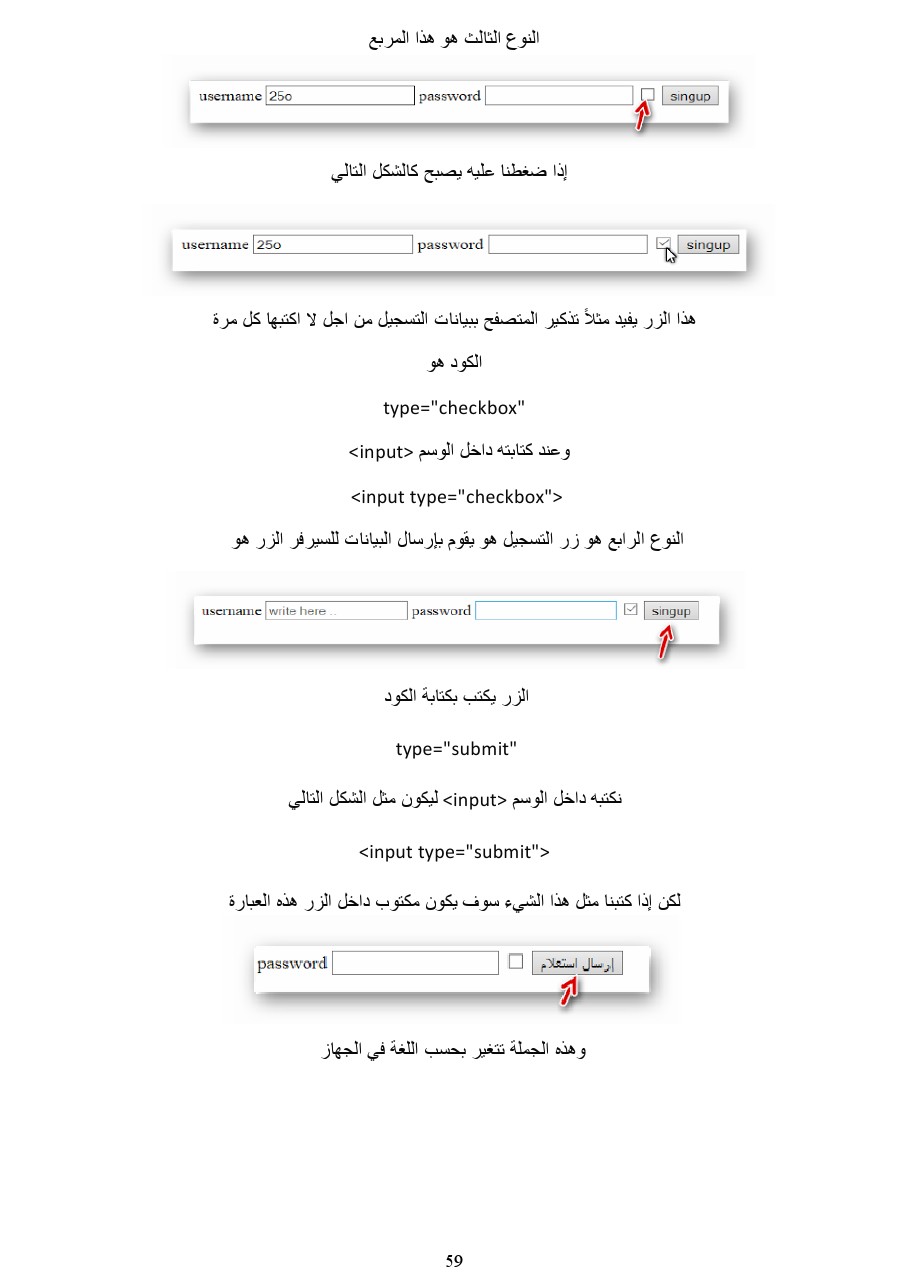 النوع الثالث هو هذا المربع
username 25o password singup
إذا ضغطنا عليه يصبح كالشكل التالي
username 25o password singup
هذا الزر يفيد مثلاً تذكير المتصفح ببيانات التسجيل من اجل لا اكتبها كل مرة
الكود هو
type="checkbox"
وعند كتابته داخل الوسم <input>
<input type="checkbox">
النوع الرابع هو زر التسجيل هو يقوم بإرسال البيانات للسيرفر الزر هو
username write here .. password singup
الزر يكتب بكتابة الكود
type="submit"
نكتبه داخل الوسم <input> ليكون مثل الشكل التالي
<input type="submit">
لكن إذا كتبنا مثل هذا الشيء سوف يكون مكتوب داخل الزر هذه العبارة
password إرسال استعلام
وهذه الجملة تتغير بحسب اللغة في الجهاز
59